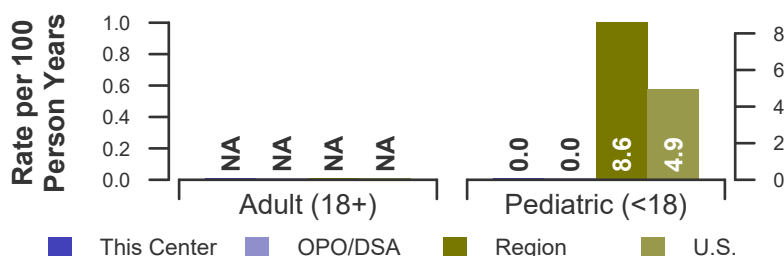 Rate per 100
Person Years
1.0
0.8
0.6
0.4
0.2
0.0
NA
NA
NA
NA
0.0
0.0
8.6
4.9
8
6
4
2
0
Adult (18+)
Pediatric (<18)
This Center
OPO/DSA
Region
U.S.